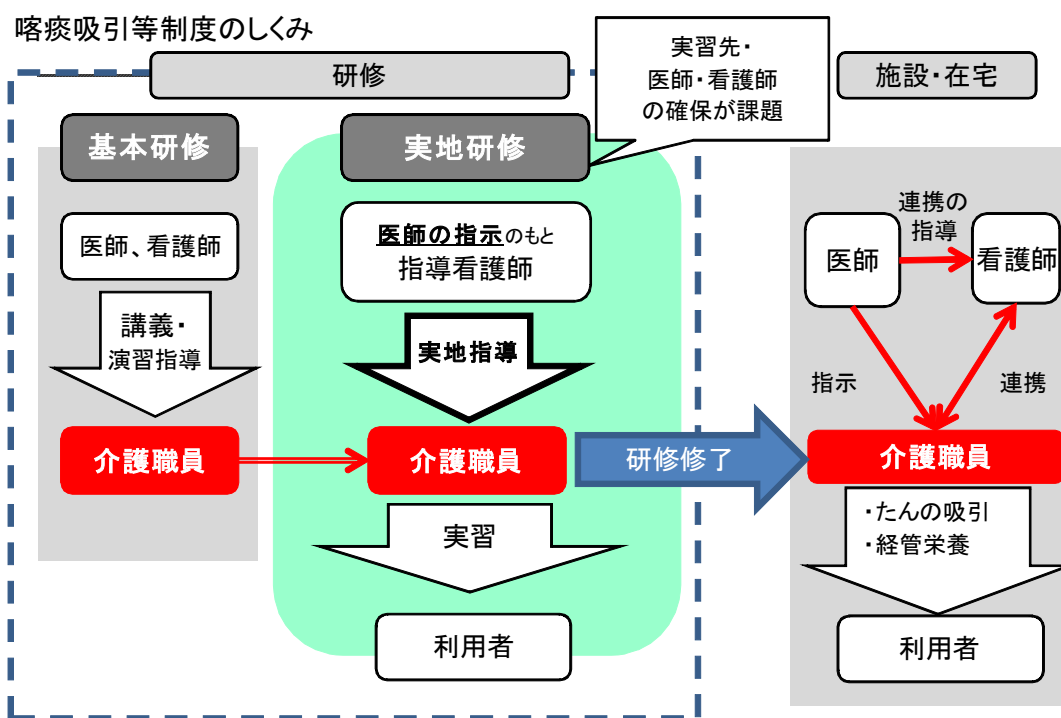 喀痰吸引等制度のしくみ
研修
実習先・
医師・看護師
の確保が課題
施設・在宅
基本研修
医師、看護師
講義・
演習指導
介護職員
実地研修
医師の指示のもと
指導看護師
実地指導
介護職員
実習
利用者
研修修了
医師
連携の
指導
看護師
指示
連携
介護職員
・たんの吸引
・経管栄養
利用者